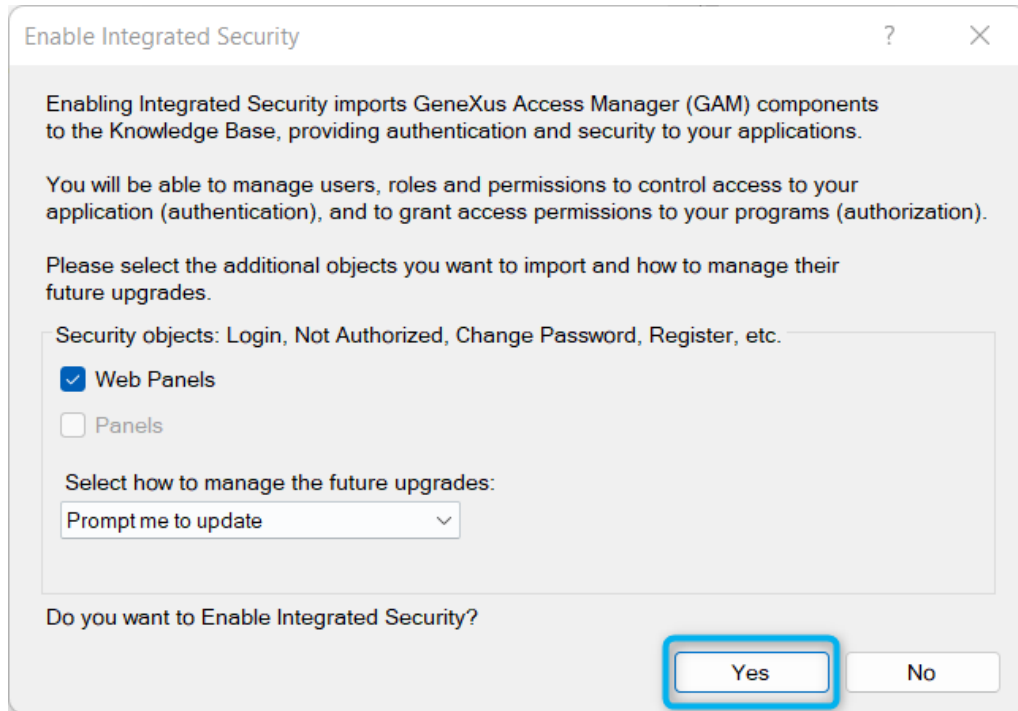 Enable Integrated Security
?
Enabling Integrated Security imports GeneXus Access Manager (GAM) components
to the Knowledge Base, providing authentication and security to your applications.
You will be able to manage users, roles and permissions to control access to your
application (authentication), and to grant access permissions to your programs (authorization).
Please select the additional objects you want to import and how to manage their
future upgrades.
Security objects: Login, Not Authorized, Change Password, Register, etc.
Web Panels
Panels
Select how to manage the future upgrades:
Prompt me to update
Do you want to Enable Integrated Security?
Yes
No